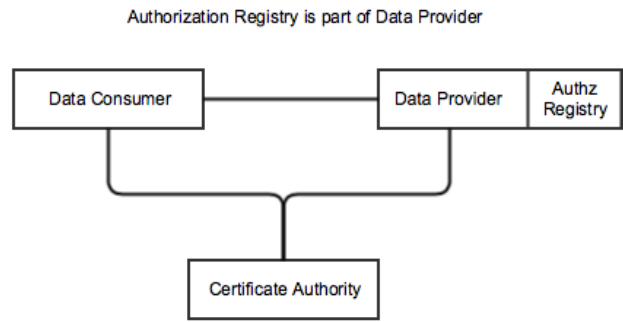 Authorization Registry is part of Data Provider
Data Consumer
Data Provider
Authz
Registry
Certificate Authority